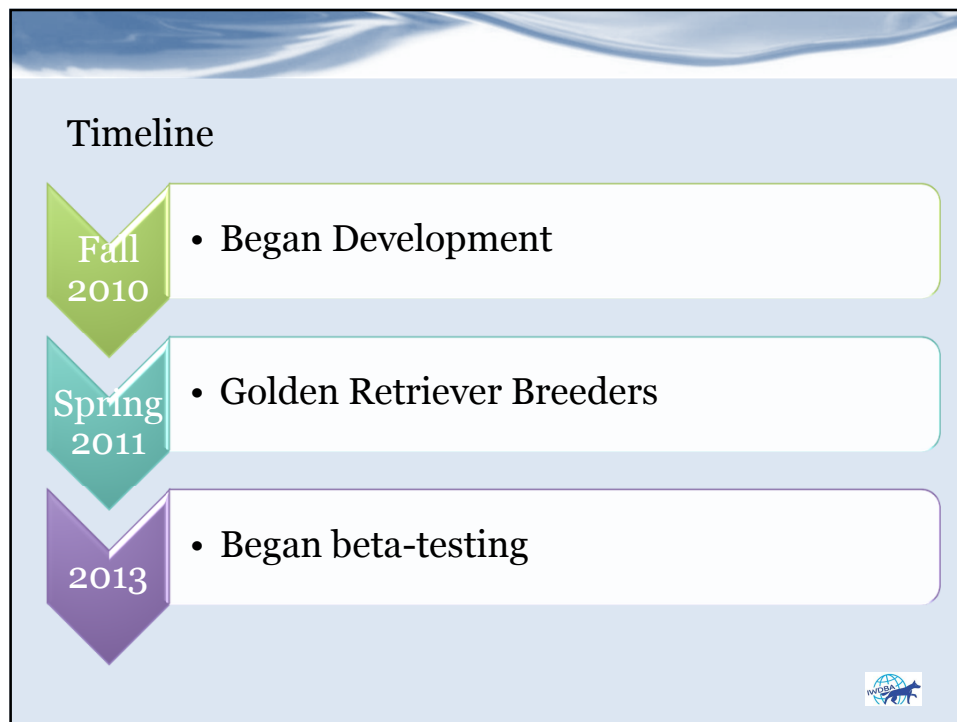 Timeline
Fall
2010
• Began Development
Spring
2011
• Golden Retriever Breeders
2013
• Began beta-testing
IWDBA